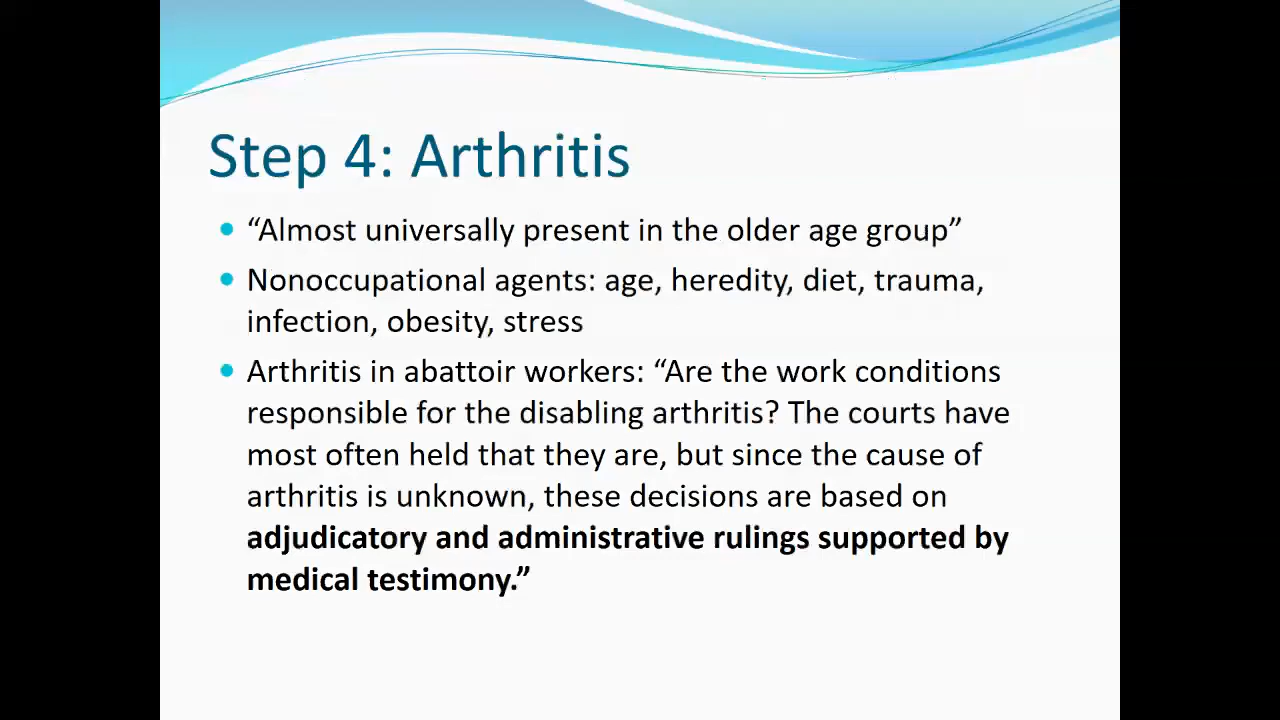 Step 4: Arthritis
“Almost universally present in the older age group”
Nonoccupational agents: age, heredity, diet, trauma,
infection, obesity, stress
Arthritis in abattoir workers: “Are the work conditions
responsible for the disabling arthritis? The courts have
most often held that they are, but since the cause of
arthritis is unknown, these decisions are based on
adjudicatory and administrative rulings supported by
medical testimony.”